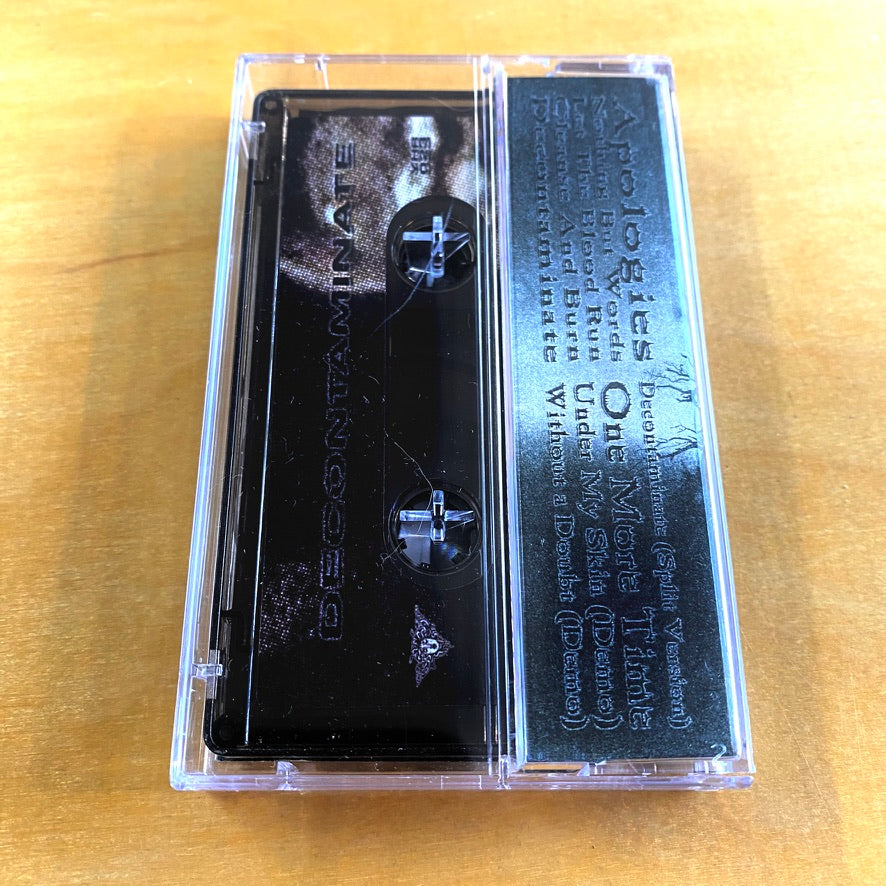 DECONTAMINATE
Apologies
Nothing But Words
Let The Blood Run
Cleanse And Burn
Decontaminate
Decontaminate (Split Version)
One More Time
Under My Skin (Demo)
Without a Doubt (Demo)